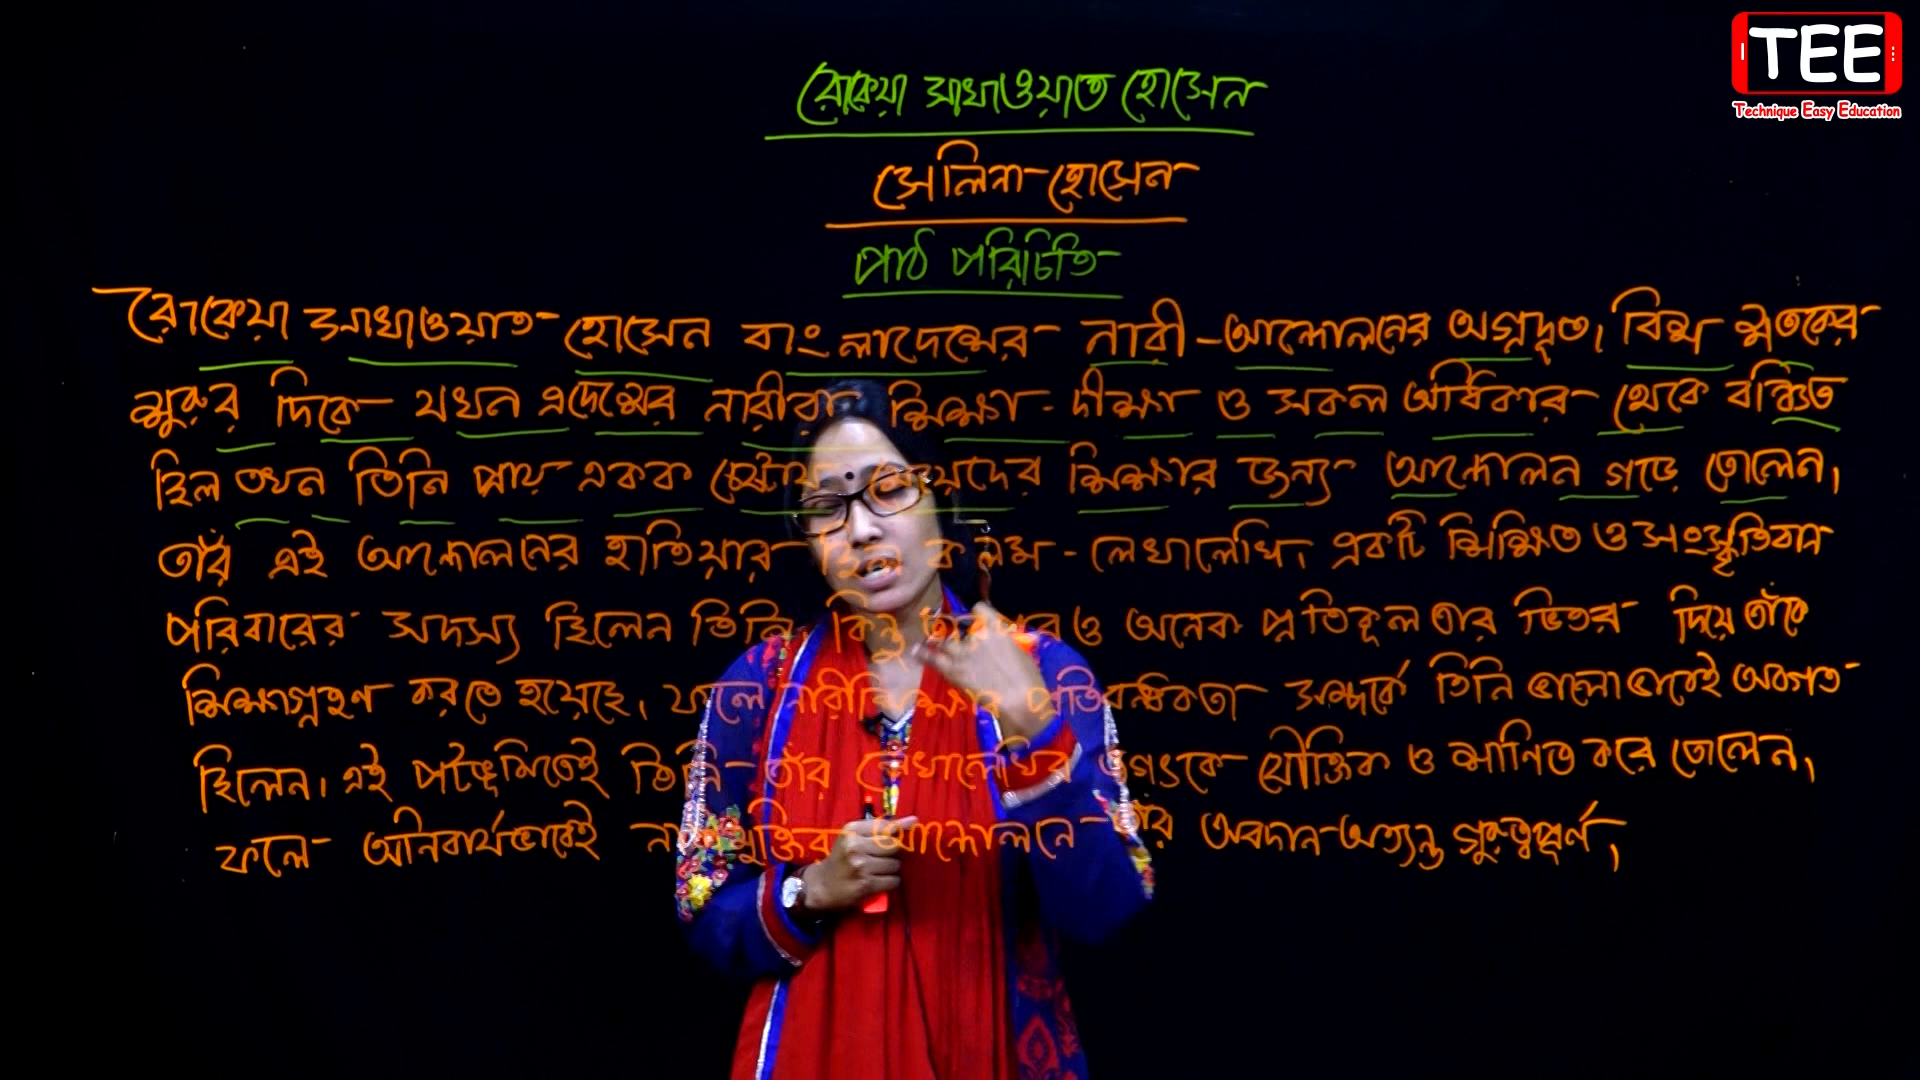 TEE
Technique Easy Education
রোকেয়া সাখাওয়াত হোসেন
সেলিনা হোসেন
পাঠ পরিচিতি
রোকেয়া সাখাওয়াত হোসেন বাংলাদেশের নারী-আন্দোলনের অগ্রদূত। বিশ শতকের
শুরুর দিকে যখন এদেশের নারীরা শিক্ষা-দীক্ষা ও সকল অধিকার থেকে বঞ্চিত
ছিল তখন তিনি প্রায় একক চেষ্টায় মেয়েদের শিক্ষার জন্য আন্দোলন গড়ে তোলেন।
তাঁর এই আন্দোলনের হাতিয়ার ছিল কলম-লেখালেখি। একটি শিক্ষিত ও সংস্কৃতিবান
পরিবারের সদস্য ছিলেন তিনি। কিন্তু তারপরও অনেক প্রতিকূলতার ভিতর দিয়ে তাঁকে
শিক্ষাগ্রহণ করতে হয়েছে। ফলে নারীশিক্ষার প্রতিবন্ধকতা সম্পর্কে তিনি ভালোভাবেই অবগত
ছিলেন। এই পটভূমিতেই তিনি তাঁর লেখালেখির জগৎকে যৌক্তিক ও শানিত করে তোলেন।
ফলে অনিবার্যভাবেই নারীমুক্তির আন্দোলনে তাঁর অবদান অত্যন্ত গুরুত্বপূর্ণ।